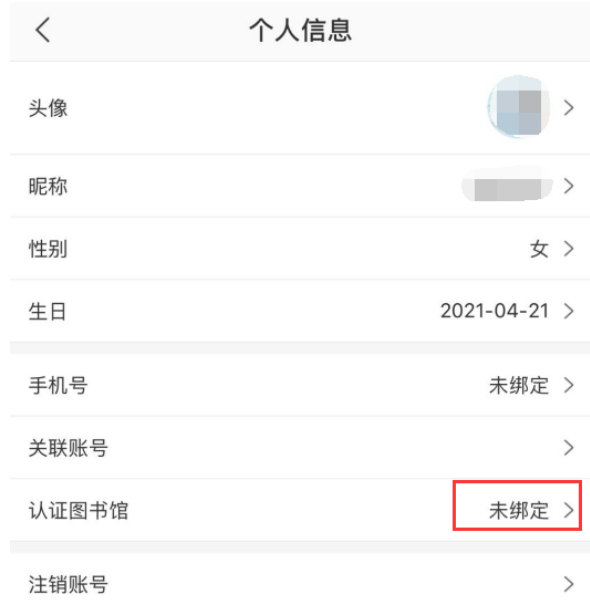 个人信息
头像
昵称
性别 女
生日 2021-04-21
手机号 未绑定
关联账号
认证图书馆 未绑定
注销账号